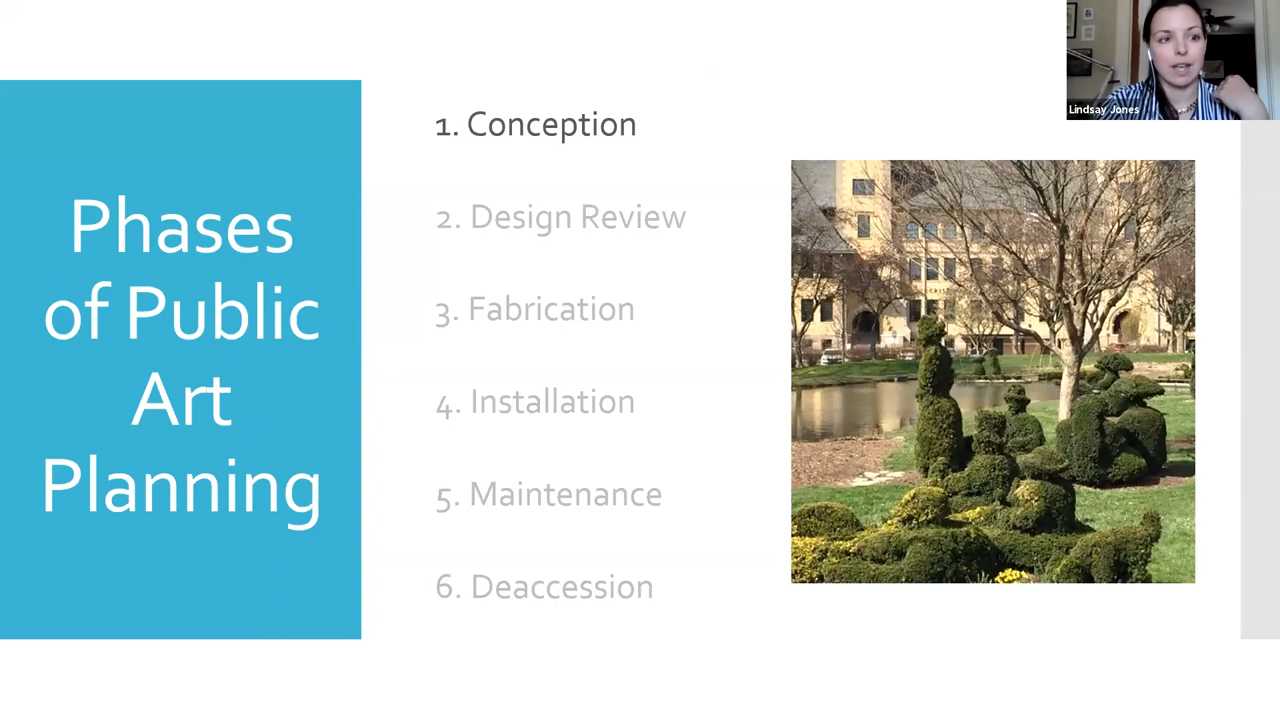 Phases
of Public
Art
Planning
1. Conception
2. Design Review
3. Fabrication
4. Installation
5. Maintenance
6. Deaccession
Lindsay Jones